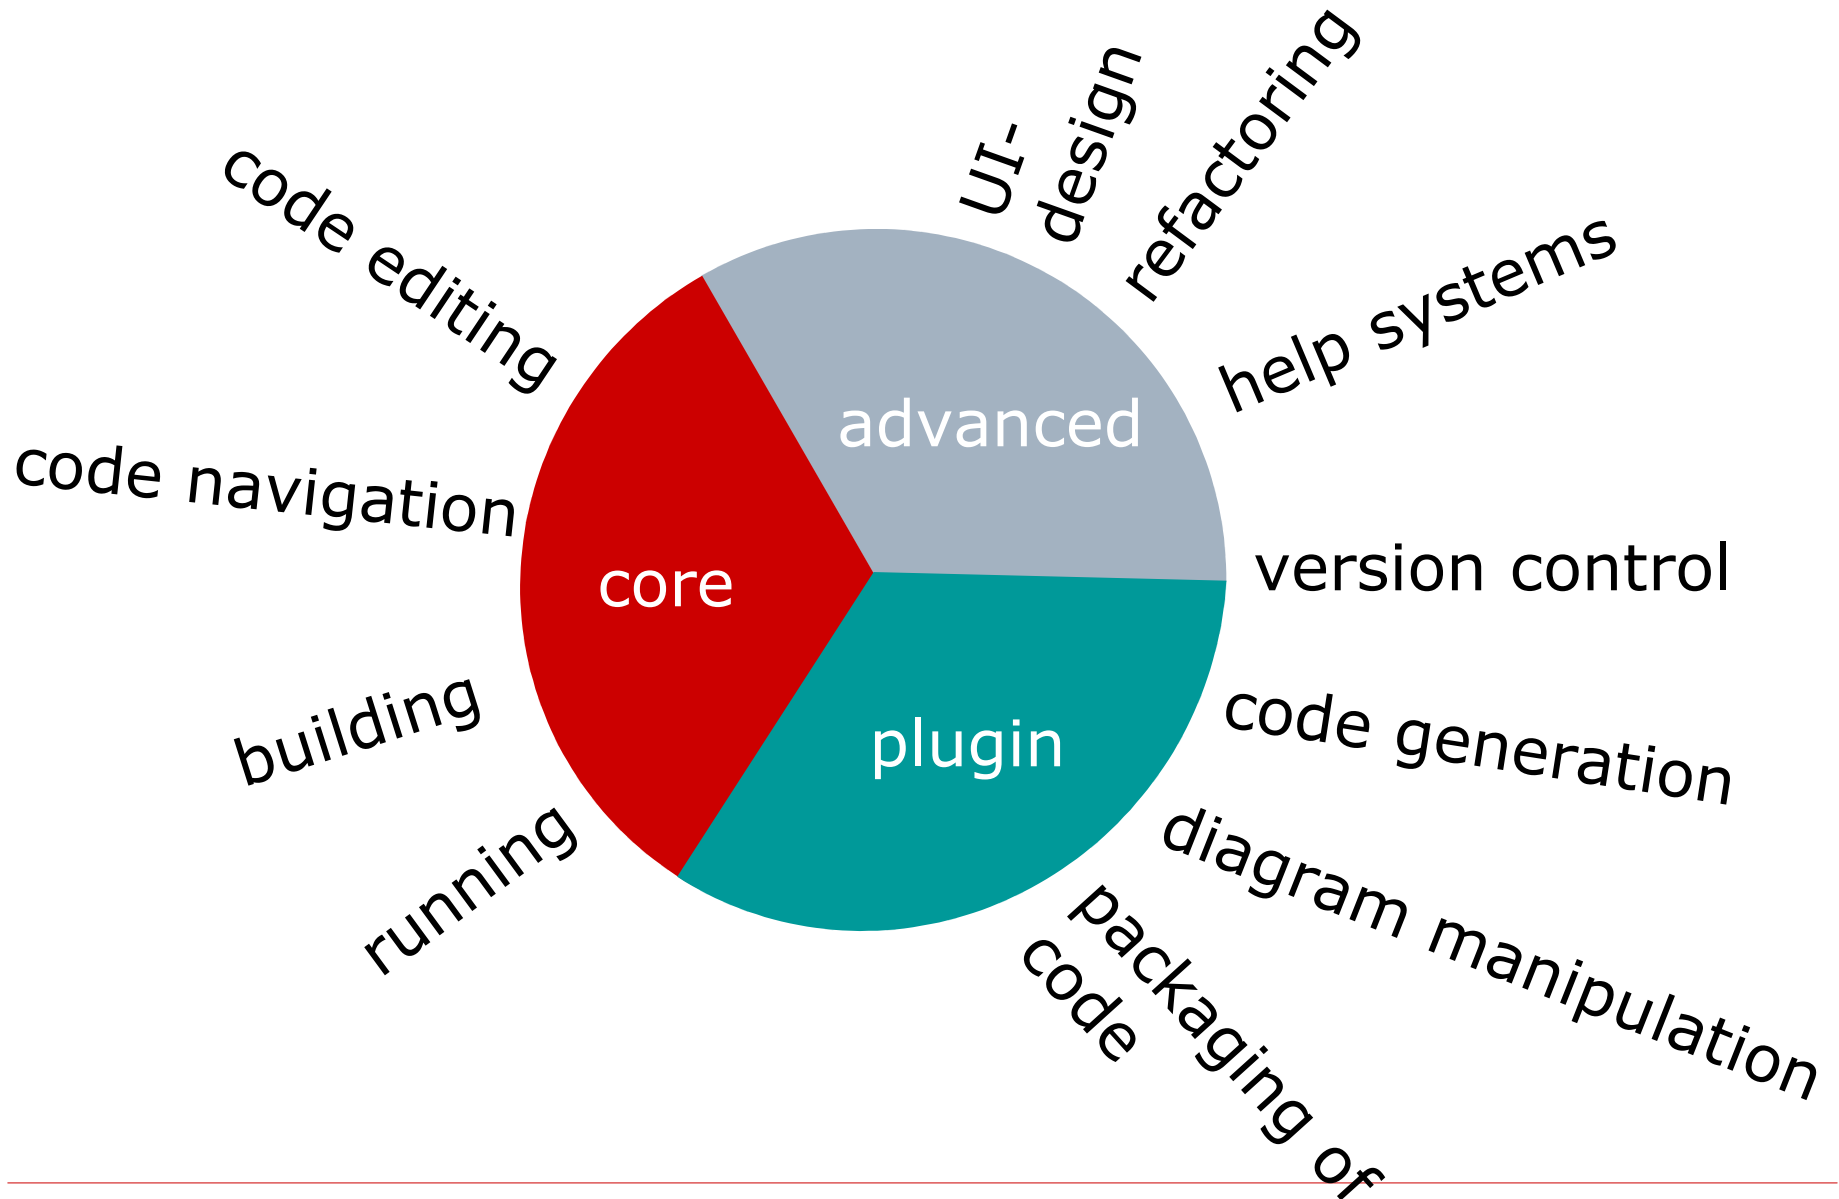 UI-
design
refactoring
code editing
help systems
advanced
code navigation
core
version control
building
plugin
code generation
running
diagram manipulation
packaging of
code